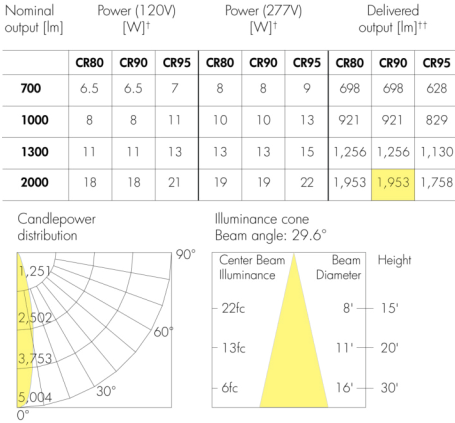 Nominal Power (120V) Power (277V) Delivered
output [lm] [W]† [W]† output [lm]††
CR80 CR90 CR95 CR80 CR90 CR95 CR80 CR90 CR95
700 6.5 6.5 7 8 8 9 698 698 628
1000 8 8 11 10 10 13 921 921 829
1300 11 11 13 13 13 15 1,256 1,256 1,130
2000 18 18 21 19 19 22 1,953 1,953 1,758
Candlepower
distribution
90°
1,251
2,502
60°
3,753
30°
5,004
0°
Illuminance cone
Beam angle: 29.6°
Center Beam Beam Height
Illuminance Diameter
22fc 8' 15'
13fc 11' 20'
6fc 16' 30'